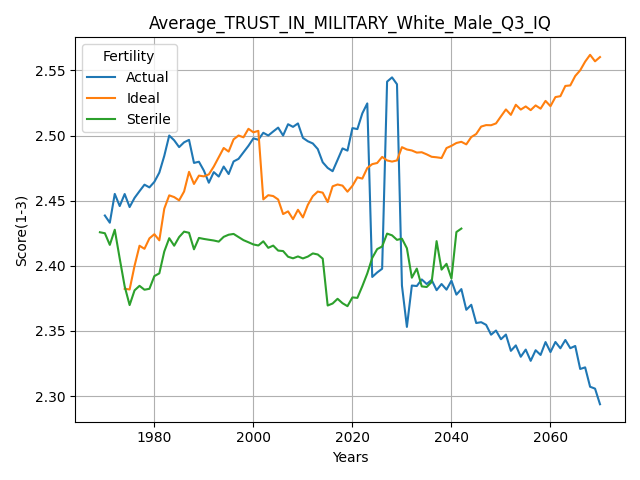 Average_TRUST_IN_MILITARY_White_Male_Q3_IQ
Fertility
Actual
Ideal
Sterile
Score(1-3)
2.55
2.50
2.45
2.40
2.35
2.30
1980 2000 2020 2040 2060
Years